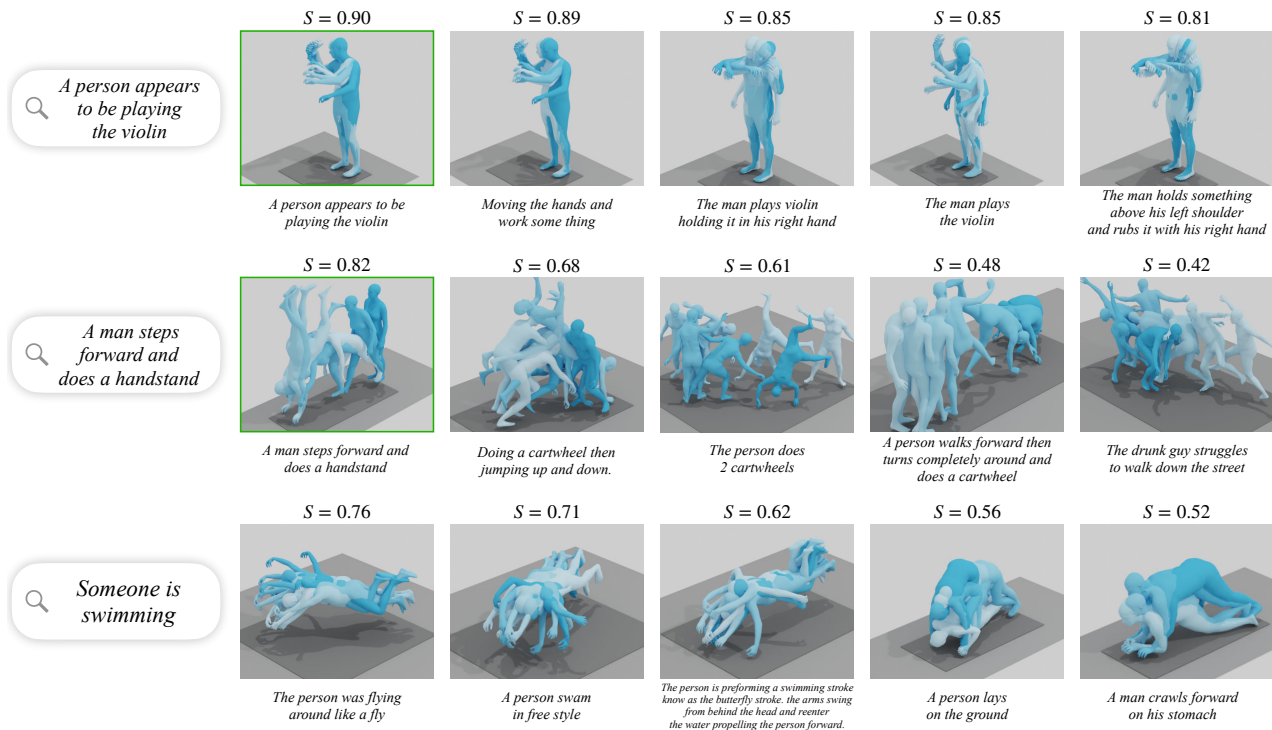 S = 0.90
S = 0.89
S = 0.85
S = 0.85
S = 0.81
A person appears
to be playing
the violin
A person appears to be
playing the violin
Moving the hands and
work some thing
The man plays violin
holding it in his right hand
The man plays
the violin
The man holds something
above his left shoulder
and rubs it with his right hand
S = 0.82
S = 0.68
S = 0.61
S = 0.48
S = 0.42
A man steps
forward and
does a handstand
A man steps forward and
does a handstand
Doing a cartwheel then
jumping up and down.
The person does
2 cartwheels
A person walks forward then
turns completely around and
does a cartwheel
The drunk guy struggles
to walk down the street
S = 0.76
S = 0.71
S = 0.62
S = 0.56
S = 0.52
Someone is
swimming
The person was flying
around like a fly
A person swam
in free style
The person is preforming a swimming stroke
know as the butterfly stroke. the arms swing
from behind the head and reenter
the water propelling the person forward.
A person lays
on the ground
A man crawls forward
on his stomach